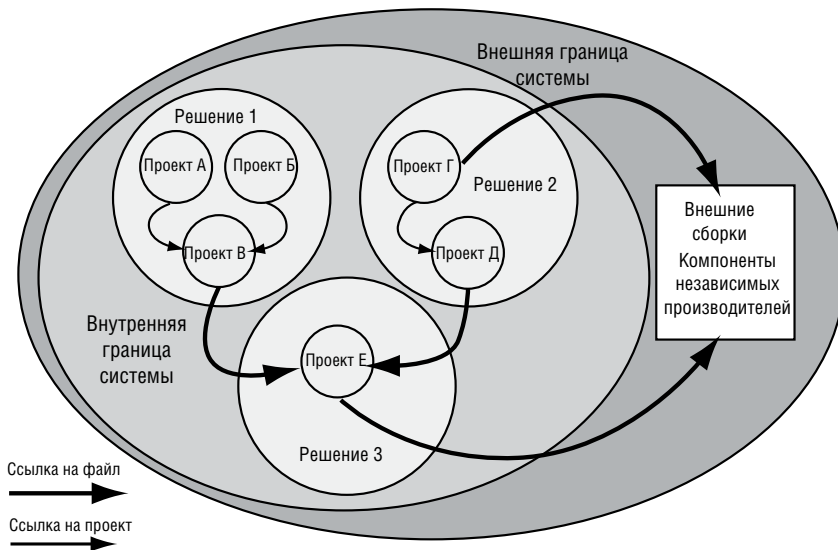 Внешняя граница
системы
Решение 1
Проект А
Проект Б
Проект В
Проект Г
Решение 2
Проект Д
Внешние
сборки
Компоненты
независимых
производителей
Внутренняя
граница
системы
Проект Е
Решение 3
Ссылка на файл
Ссылка на проект